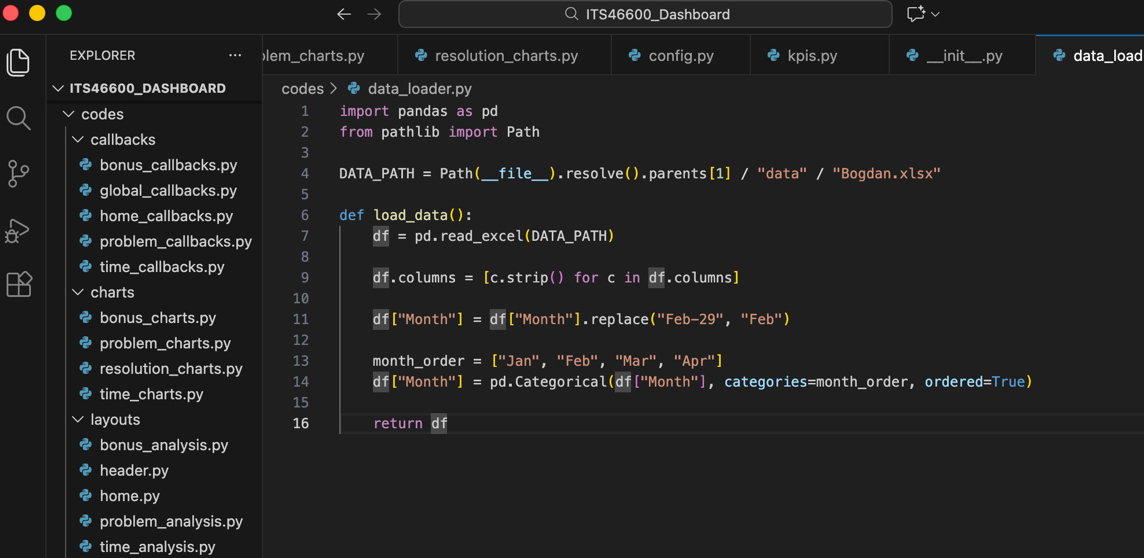 ITS46600_Dashboard
EXPLORER ...
ITS46600_DASHBOARD
codes
callbacks
bonus_callbacks.py
global_callbacks.py
home_callbacks.py
problem_callbacks.py
time_callbacks.py
charts
bonus_charts.py
problem_charts.py
resolution_charts.py
time_charts.py
layouts
bonus_analysis.py
header.py
home.py
problem_analysis.py
time_analysis.py
blem_charts.py resolution_charts.py config.py kpis.py __init__.py data_load
codes > data_loader.py
1 import pandas as pd
2 from pathlib import Path
3
4 DATA_PATH = Path(__file__).resolve().parents[1] / "data" / "Bogdan.xlsx"
5
6 def load_data():
7     df = pd.read_excel(DATA_PATH)
8
9     df.columns = [c.strip() for c in df.columns]
10
11     df["Month"] = df["Month"].replace("Feb-29", "Feb")
12
13     month_order = ["Jan", "Feb", "Mar", "Apr"]
14     df["Month"] = pd.Categorical(df["Month"], categories=month_order, ordered=True)
15
16     return df